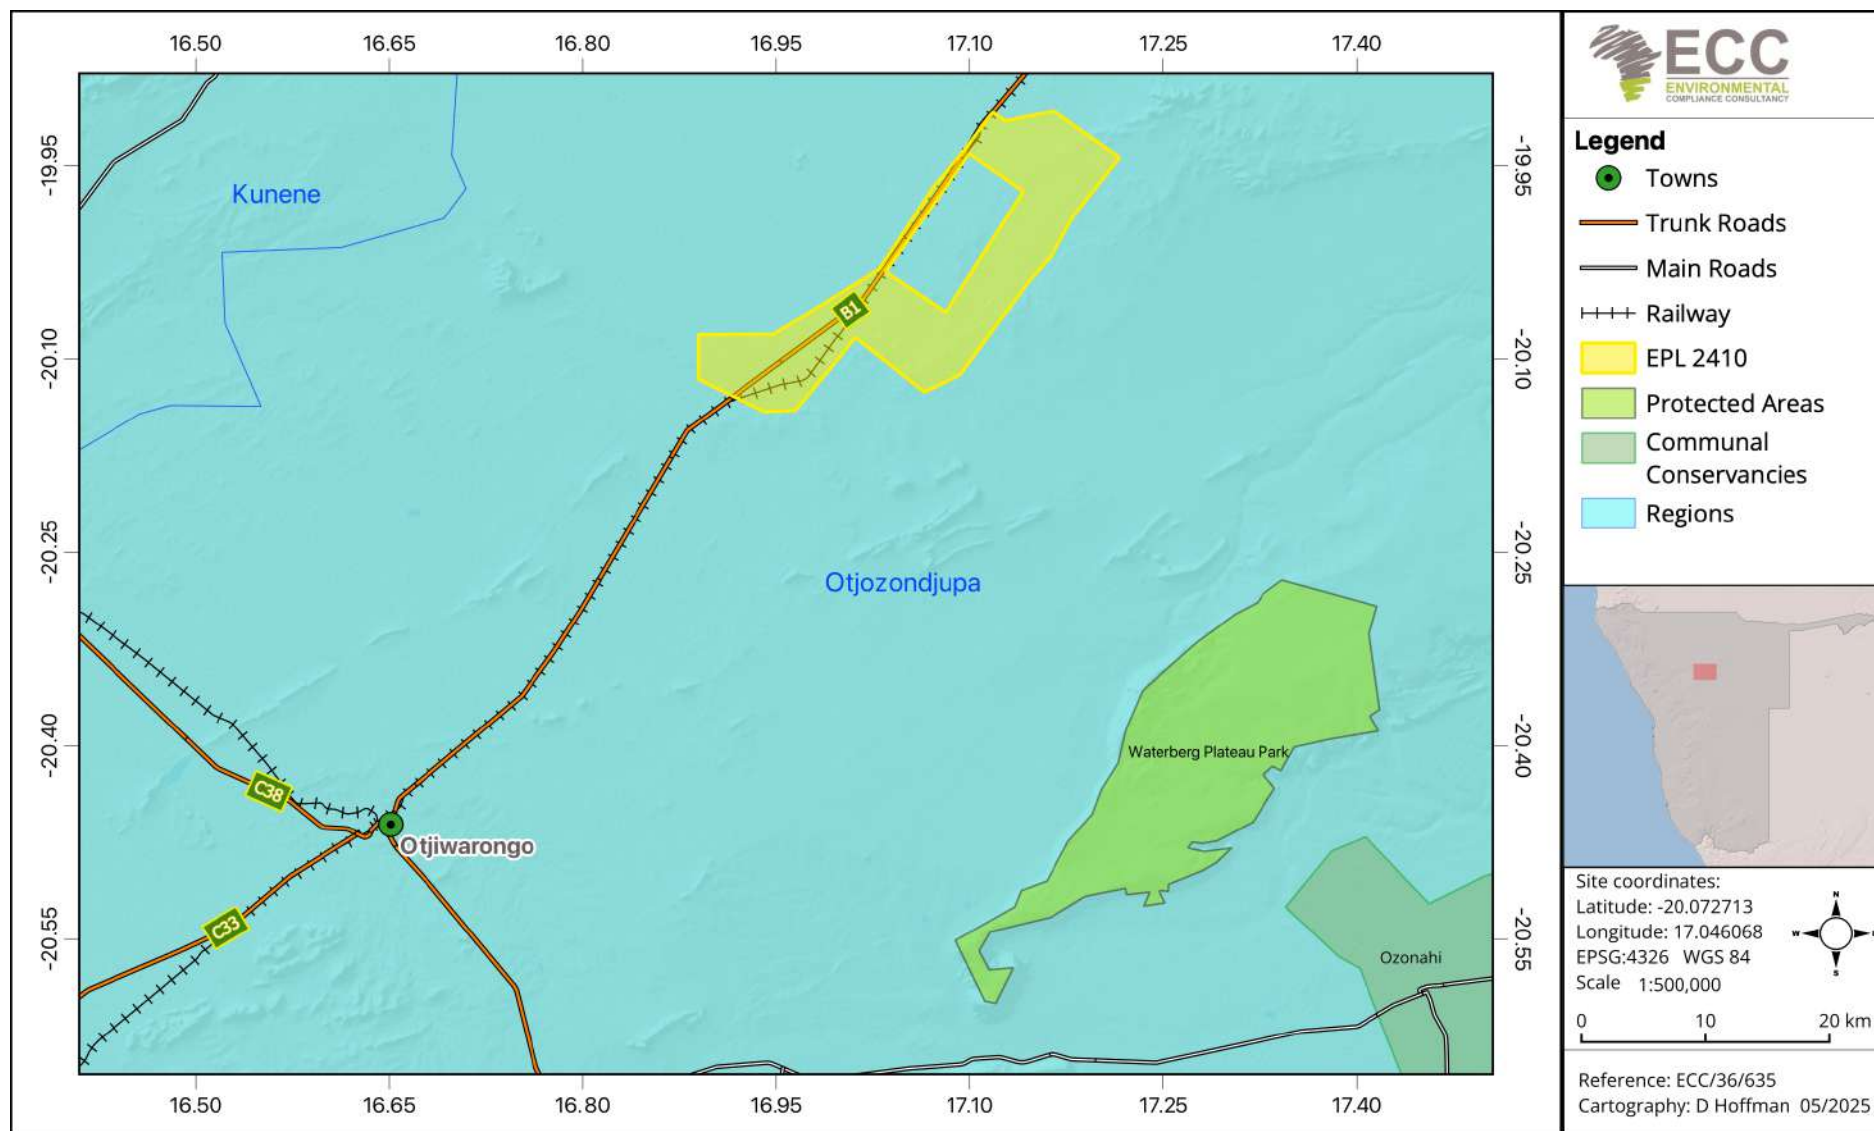 16.50 16.65 16.80 16.95 17.10 17.25 17.40
-19.95
-20.10
-20.25
-20.40
-20.55
Kunene
B1
Otjozondjupa
Waterberg Plateau Park
C38
Otjiwarongo
C33
Ozonahi
-19.95
-20.10
-20.25
-20.40
-20.55
16.50 16.65 16.80 16.95 17.10 17.25 17.40
ECC
ENVIRONMENTAL
COMPLIANCE CONSULTANCY
Legend
Towns
Trunk Roads
Main Roads
Railway
EPL 2410
Protected Areas
Communal
Conservancies
Regions
Site coordinates:
Latitude: -20.072713
Longitude: 17.046068
EPSG:4326 WGS 84
Scale 1:500,000
N
W
S
0 10 20 km
Reference: ECC/36/635
Cartography: D Hoffman 05/2025